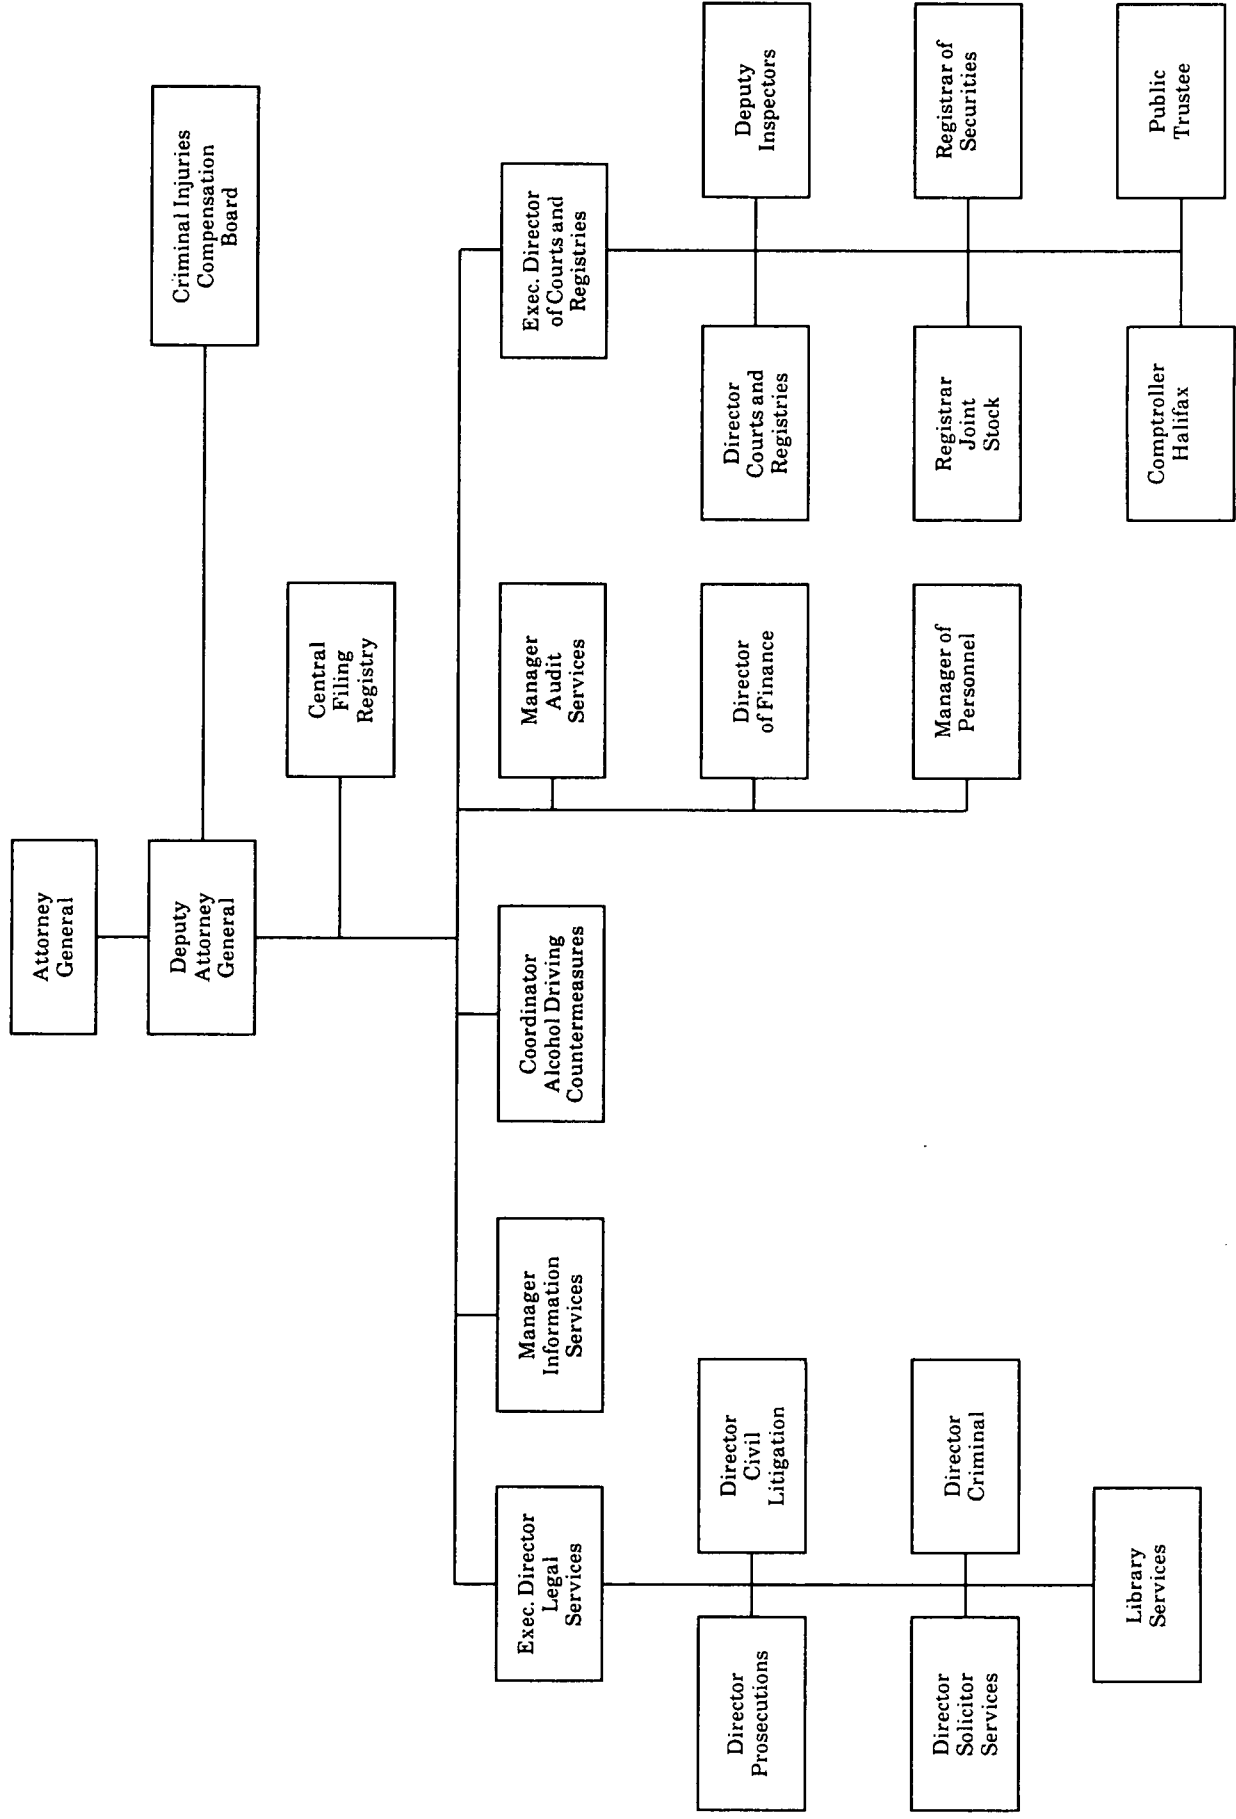 Attorney
General
Deputy
Attorney
General
Criminal Injuries
Compensation
Board
Central
Filing
Registry
Exec. Director
Legal
Services
Manager
Information
Services
Coordinator
Alcohol Driving
Countermeasures
Manager
Audit
Services
Exec. Director
of Courts and
Registries
Director
Prosecutions
Director
Civil
Litigation
Director
of Finance
Director
Courts and
Registries
Deputy
Inspectors
Director
Solicitor
Services
Director
Criminal
Manager of
Personnel
Registrar
Joint
Stock
Registrar of
Securities
Library
Services
Comptroller
Halifax
Public
Trustee